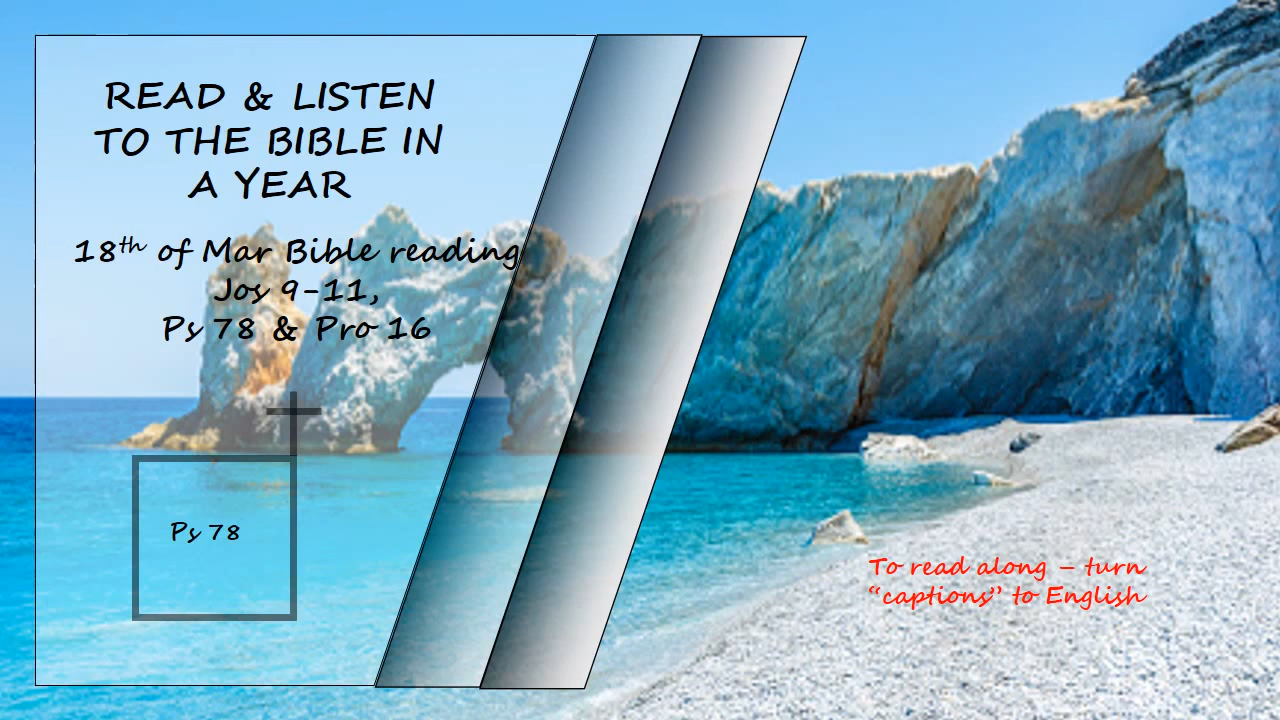 READ & LISTEN
TO THE BIBLE IN
A YEAR
18th of Mar Bible reading
Jos 9-11,
Ps 78 & Pro 16
Ps 78
To read along – turn
“captions” to English